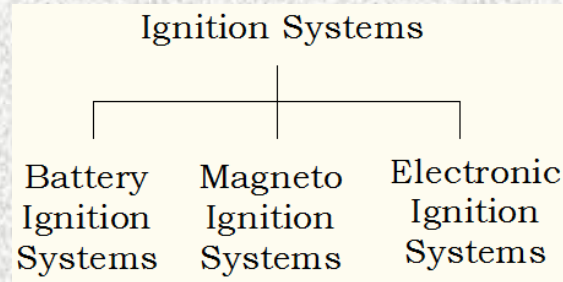 Ignition Systems
Battery Ignition Systems
Magneto Ignition Systems
Electronic Ignition Systems